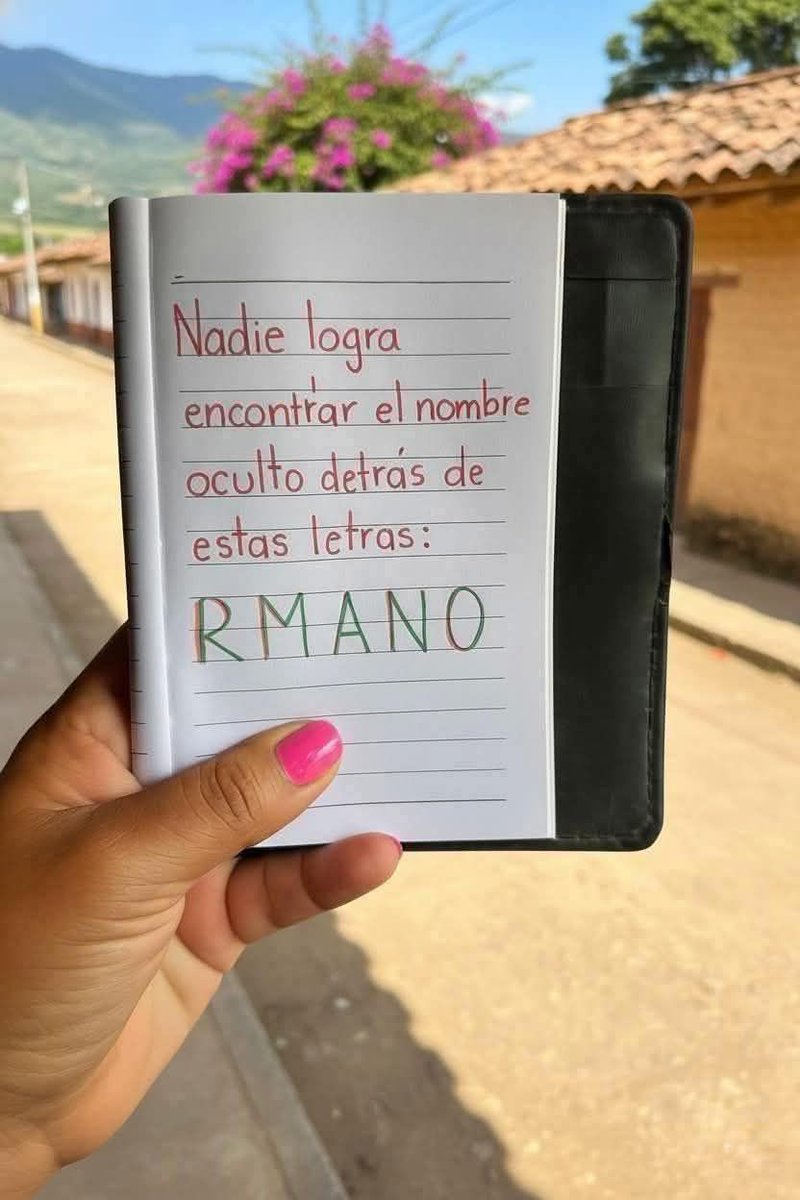 Nadie logra
encontrar el nombre
oculto detrás de
estas letras:
RMANO